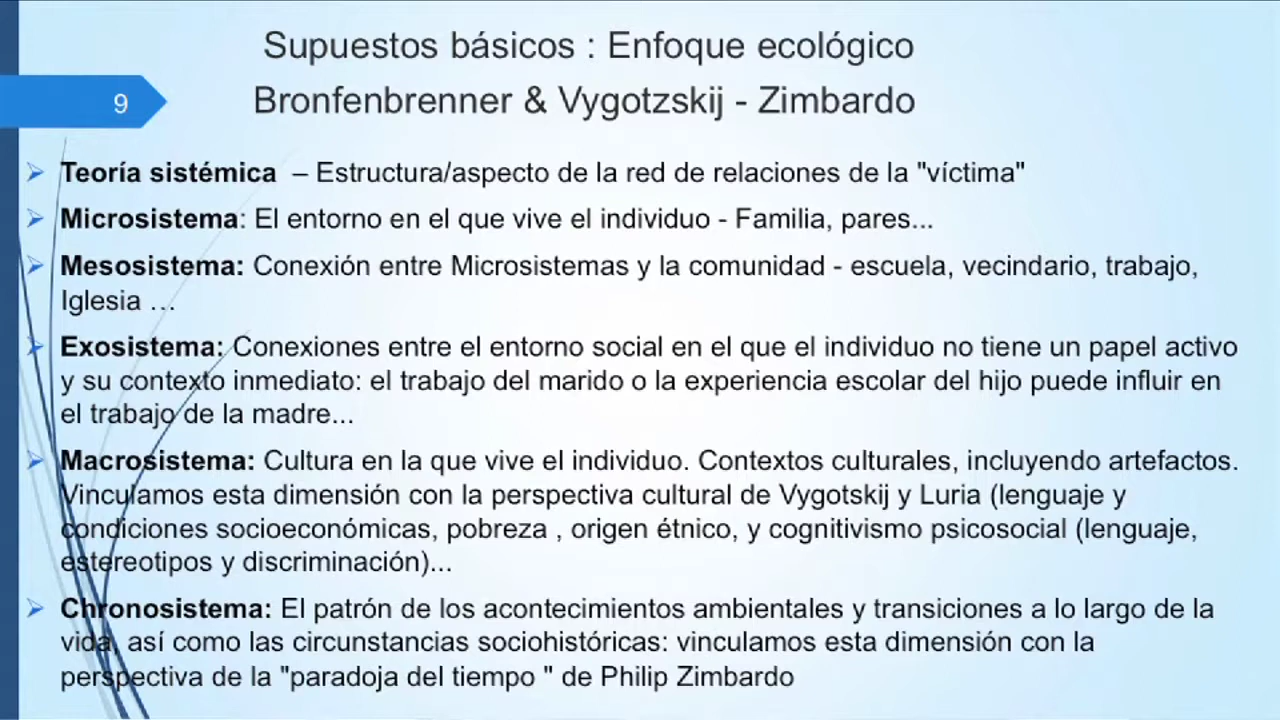 Supuestos básicos : Enfoque ecológico
Bronfenbrenner & Vygotzskij - Zimbardo
9
Teoría sistémica – Estructura/aspecto de la red de relaciones de la "víctima"
Microsistema: El entorno en el que vive el individuo - Familia, pares...
Mesosistema: Conexión entre Microsistemas y la comunidad - escuela, vecindario, trabajo,
Iglesia …
Exosistema: Conexiones entre el entorno social en el que el individuo no tiene un papel activo
y su contexto inmediato: el trabajo del marido o la experiencia escolar del hijo puede influir en
el trabajo de la madre...
Macrosistema: Cultura en la que vive el individuo. Contextos culturales, incluyendo artefactos.
Vinculamos esta dimensión con la perspectiva cultural de Vygotskij y Luria (lenguaje y
condiciones socioeconómicas, pobreza , origen étnico, y cognitivismo psicosocial (lenguaje,
estereotipos y discriminación)...
Chronosistema: El patrón de los acontecimientos ambientales y transiciones a lo largo de la
vida, así como las circunstancias sociohistóricas: vinculamos esta dimensión con la
perspectiva de la "paradoja del tiempo " de Philip Zimbardo